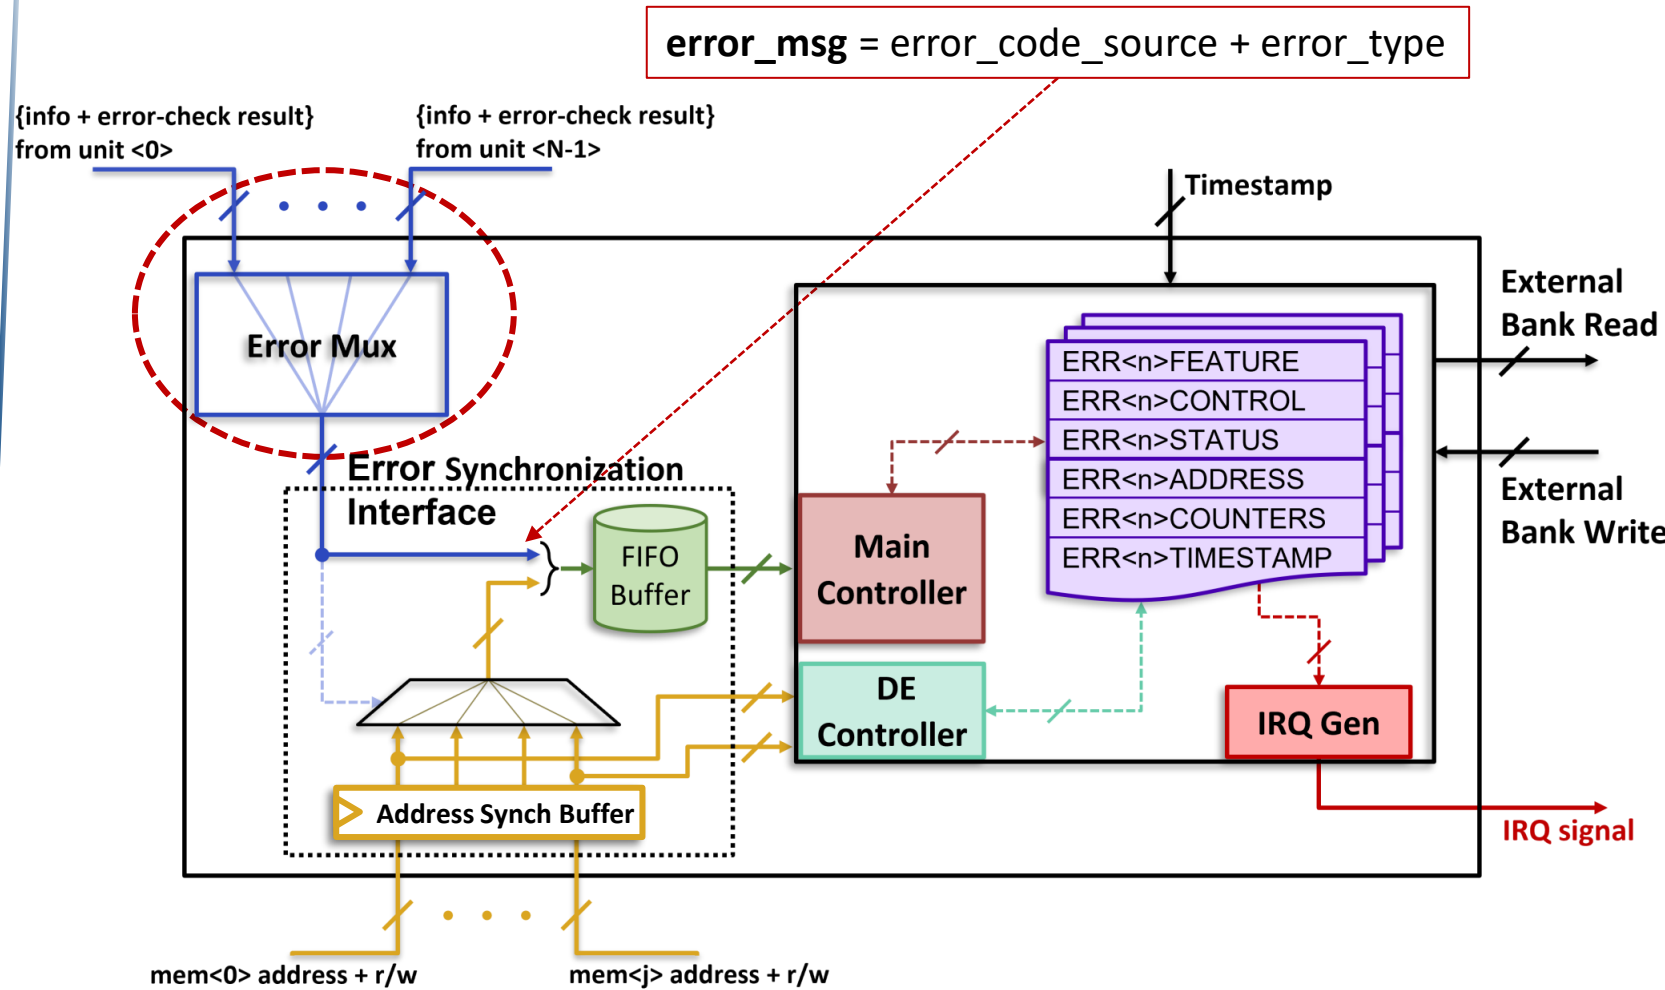 error_msg = error_code_source + error_type
{info + error-check result}
from unit <0>
{info + error-check result}
from unit <N-1>
Timestamp
External
Bank Read
Error Mux
ERR<n>FEATURE
ERR<n>CONTROL
ERR<n>STATUS
ERR<n>ADDRESS
ERR<n>COUNTERS
ERR<n>TIMESTAMP
External
Bank Write
Error Synchronization
Interface
FIFO
Buffer
Main
Controller
DE
Controller
IRQ Gen
Address Synch Buffer
IRQ signal
mem<0> address + r/w
mem<j> address + r/w